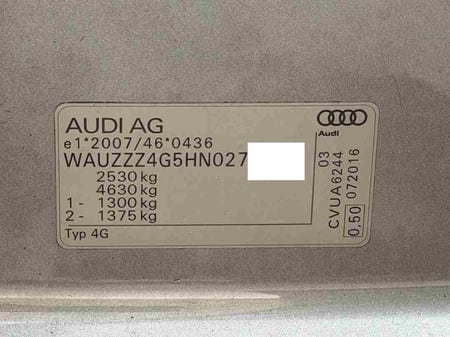 AUDI AG
e1*2007/46*0436
WAUZZZ4G5HN027
2530 kg
4630 kg
1 - 1300 kg
2 - 1375 kg
Typ 4G
Audi
03
CVUA6244
0.50 072016